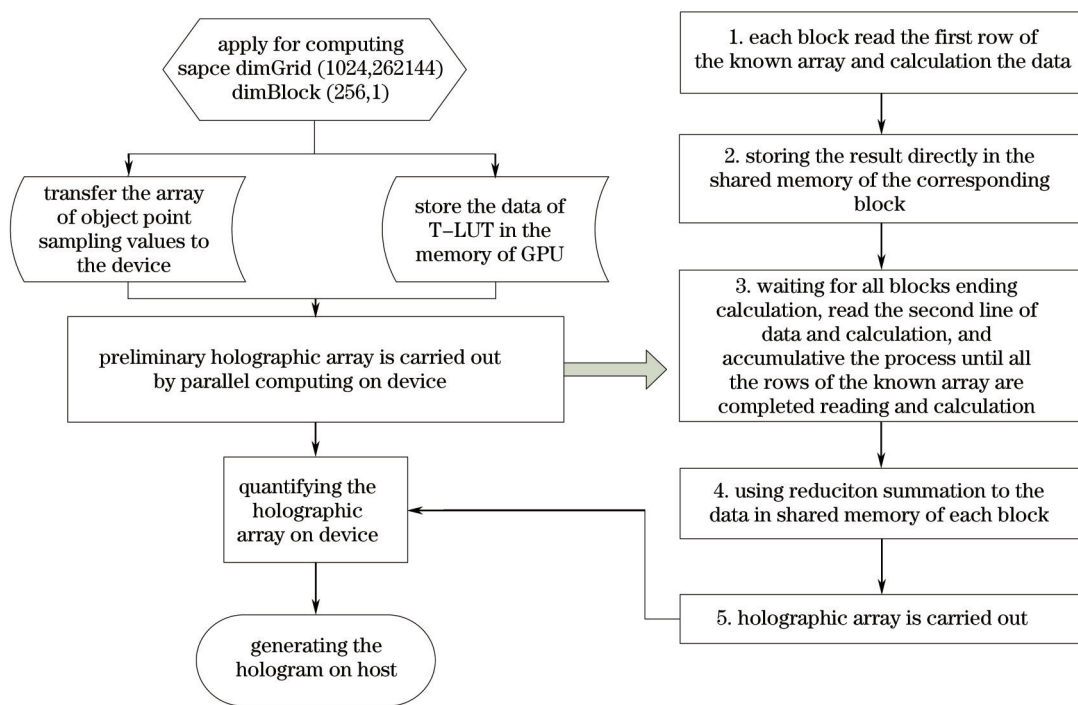 apply for computing
sapce dimGrid (1024,262144)
dimBlock (256,1)
transfer the array
of object point
sampling values to
the device
store the data of
T-LUT in the
memory of GPU
preliminary holographic array is carried out
by parallel computing on device
quantifying the
holographic
array on device
generating the
hologram on host
1. each block read the first row of
the known array and calculation the data
2. storing the result directly in the
shared memory of the corresponding
block
3. waiting for all blocks ending
calculation, read the second line of
data and calculation, and
accumulative the process until all
the rows of the known array are
completed reading and calculation
4. using reduciton summation to the
data in shared memory of each block
5. holographic array is carried out